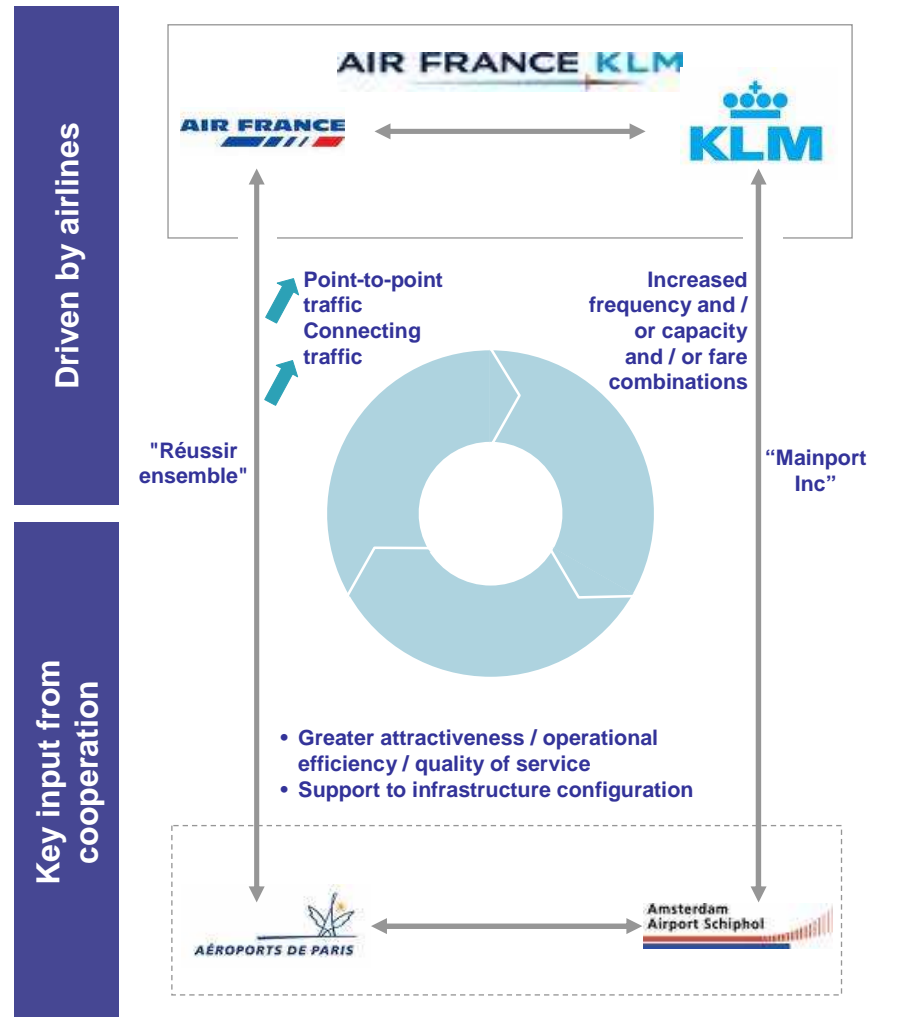 Driven by airlines
AIR FRANCE KLM
AIR FRANCE
KLM
Point-to-point
traffic
Connecting
traffic
Increased
frequency and /
or capacity
and / or fare
combinations
"Réussir
ensemble"
“Mainport
Inc”
Key input from
cooperation
• Greater attractiveness / operational
efficiency / quality of service
• Support to infrastructure configuration
AÉROPORTS DE PARIS
Amsterdam
Airport Schiphol